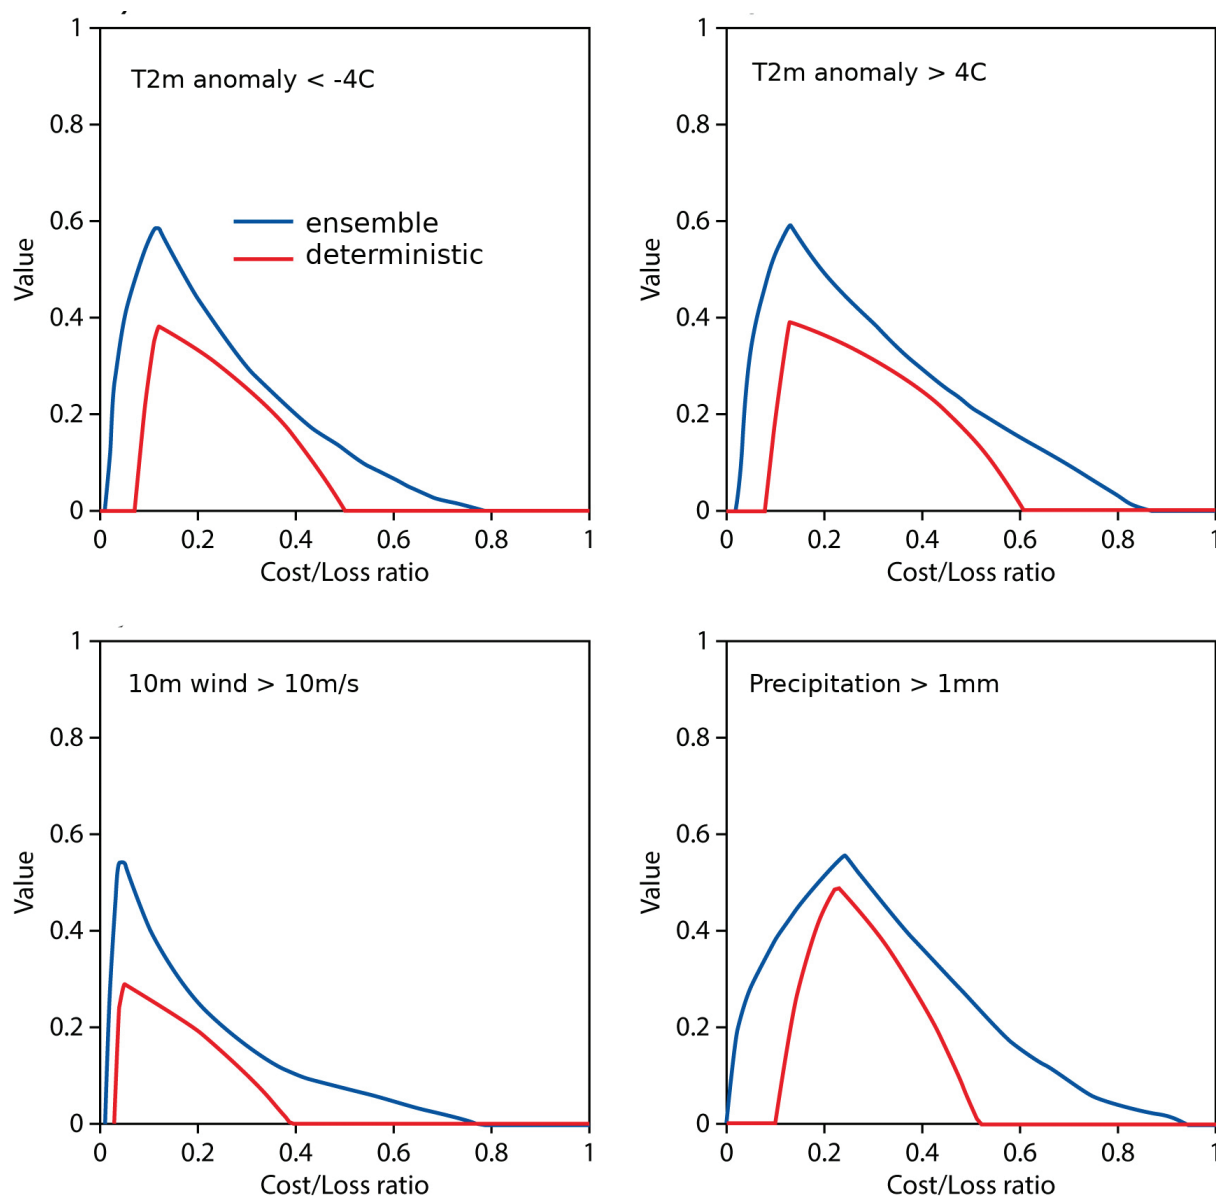 T2m anomaly < -4C
ensemble
deterministic
Value
1
0.8
0.6
0.4
0.2
0
0 0.2 0.4 0.6 0.8 1
Cost/Loss ratio
T2m anomaly > 4C
Value
1
0.8
0.6
0.4
0.2
0
0 0.2 0.4 0.6 0.8 1
Cost/Loss ratio
10m wind > 10m/s
Value
1
0.8
0.6
0.4
0.2
0
0 0.2 0.4 0.6 0.8 1
Cost/Loss ratio
Precipitation > 1mm
Value
1
0.8
0.6
0.4
0.2
0
0 0.2 0.4 0.6 0.8 1
Cost/Loss ratio